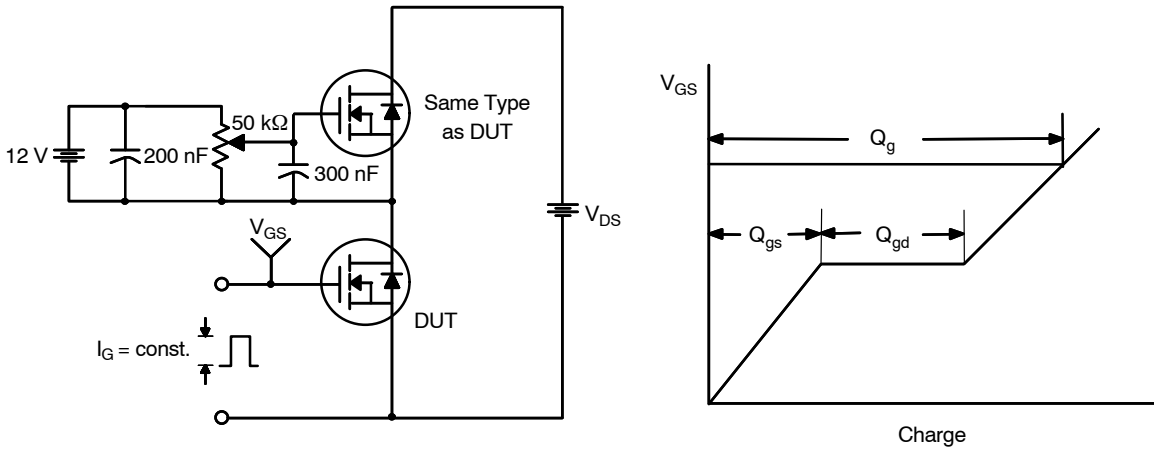 12 V
200 nF
50 kΩ
300 nF
Same Type
as DUT
V_DS
V_GS
DUT
I_G = const.
V_GS
Q_g
Q_gs
Q_gd
Charge